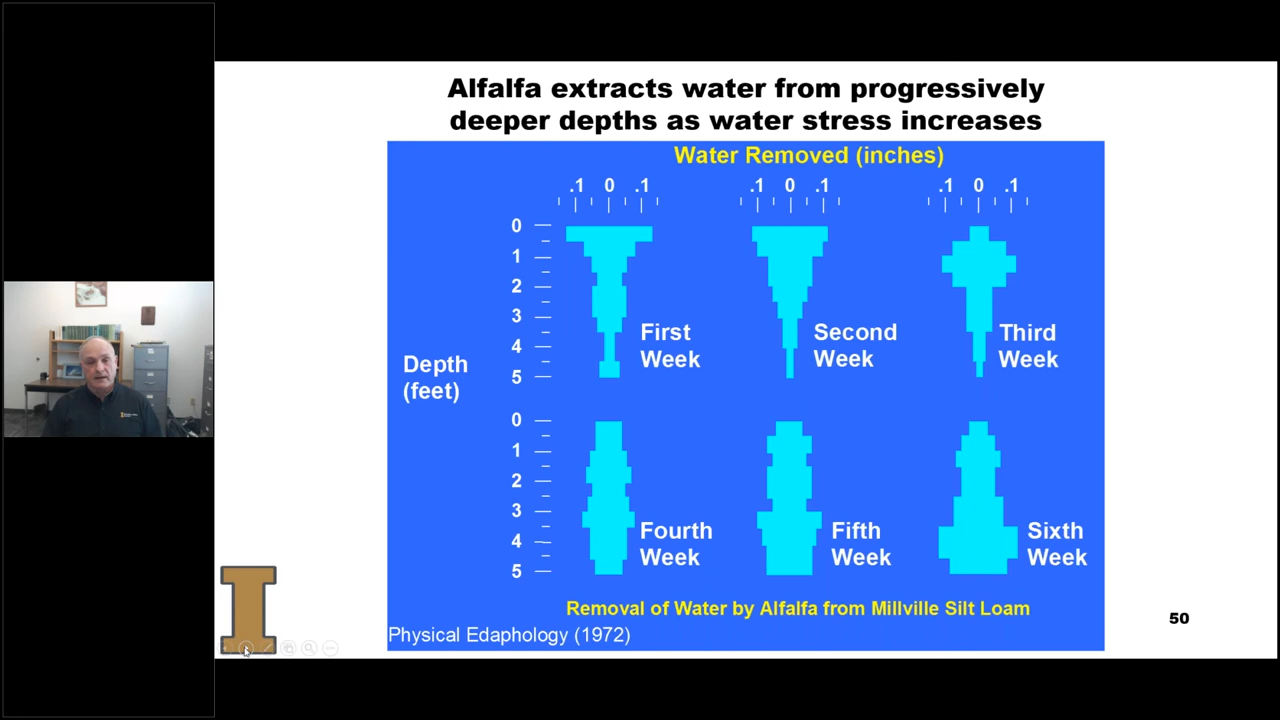 Alfalfa extracts water from progressively
deeper depths as water stress increases
Water Removed (inches)
.1 0 .1
.1 0 .1
.1 0 .1
0
1
2
3
4
5
First
Week
Second
Week
Third
Week
Depth
(feet)
0
1
2
3
4
5
Fourth
Week
Fifth
Week
Sixth
Week
Removal of Water by Alfalfa from Millville Silt Loam
Physical Edaphology (1972)
I
50